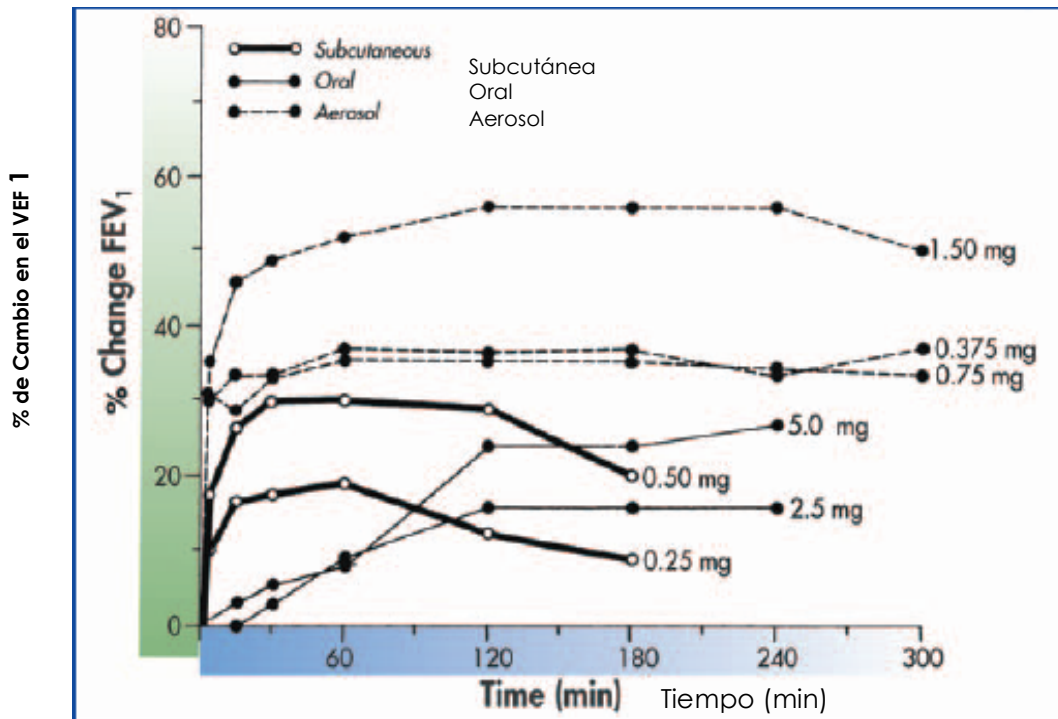 % de Cambio en el VEF 1
% Change FEV1
80
60
40
20
0
Subcutaneous
Oral
Aerosol
Subcutánea
Oral
Aerosol
1.50 mg
0.375 mg
0.75 mg
5.0 mg
0.50 mg
2.5 mg
0.25 mg
60 120 180 240 300
Time (min) Tiempo (min)